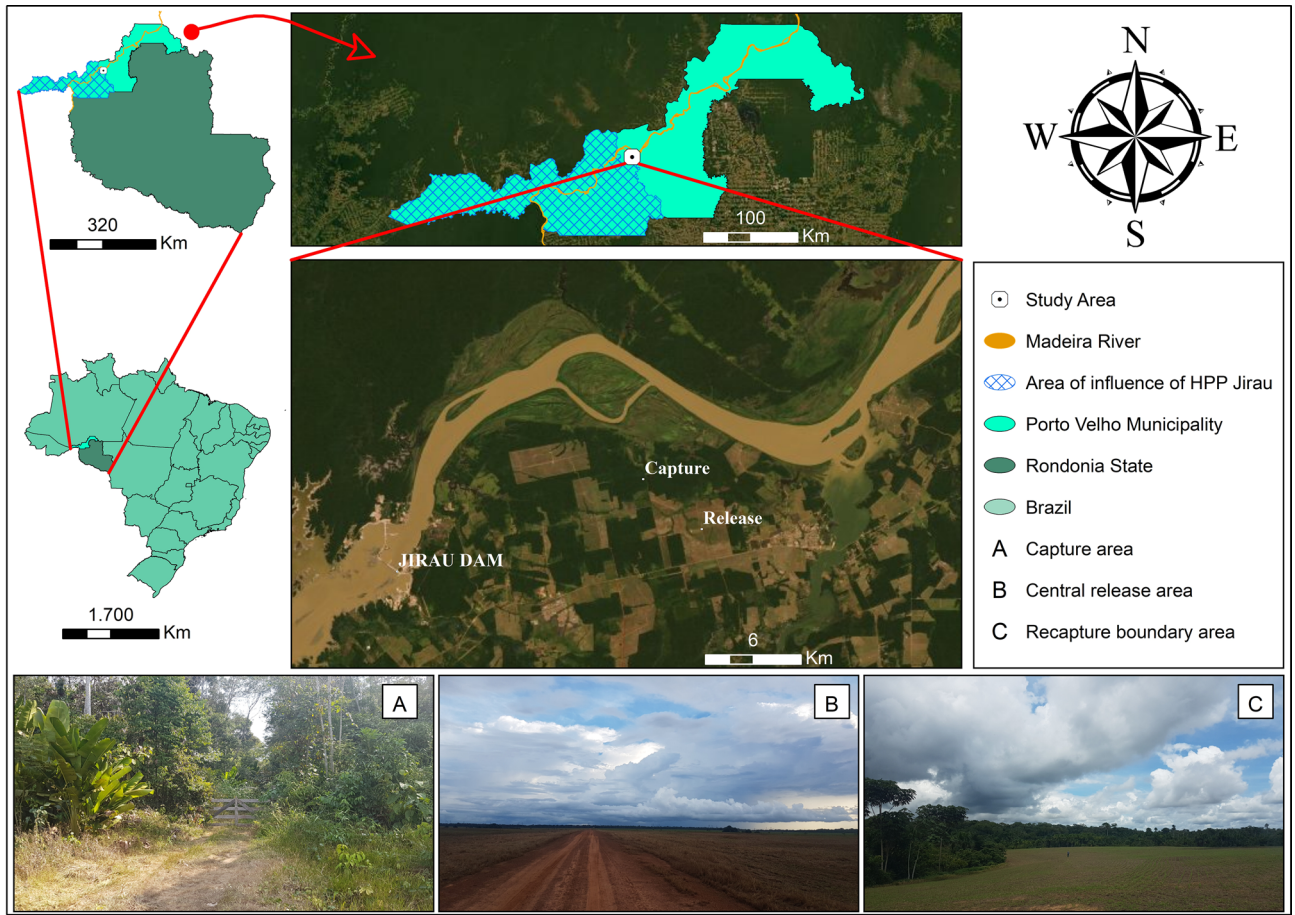 320
Km
100
Km
N
W
E
S
1.700
Km
Capture
Release
JIRAU DAM
6
Km
Study Area
Madeira River
Area of influence of HPP Jirau
Porto Velho Municipality
Rondonia State
Brazil
A Capture area
B Central release area
C Recapture boundary area
A
B
C